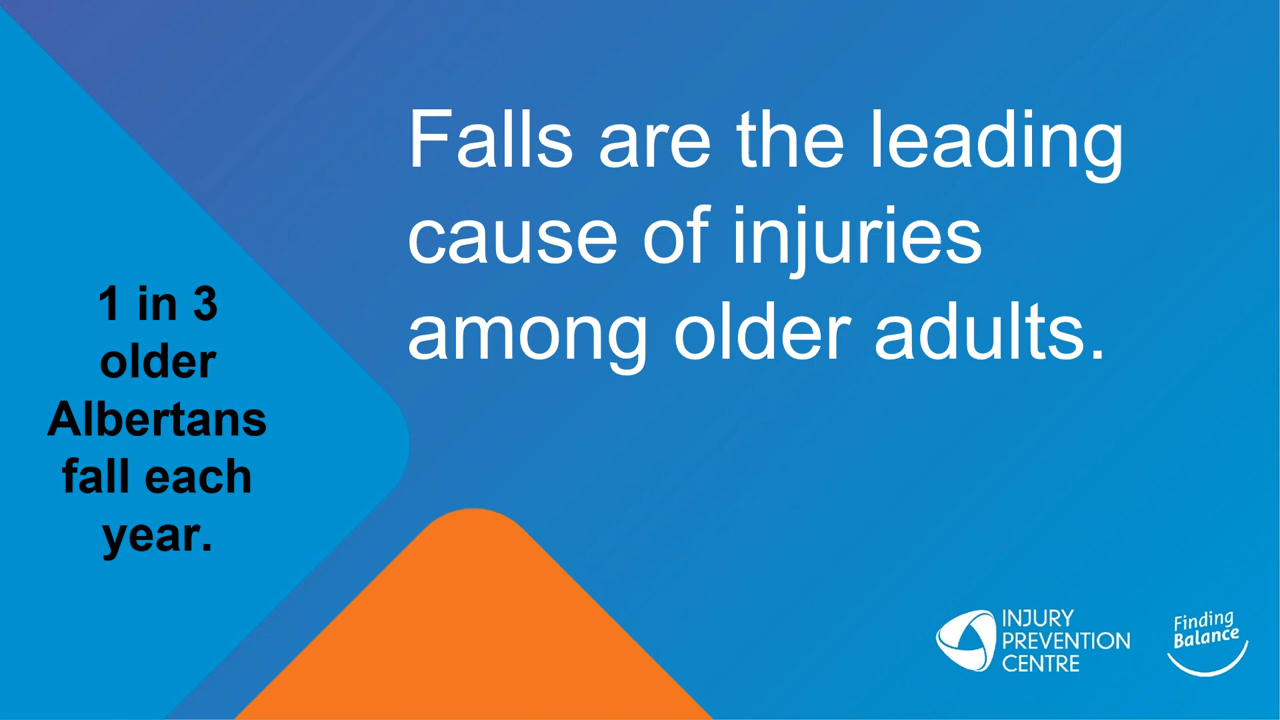 Falls are the leading
cause of injuries
among older adults.
1 in 3
older
Albertans
fall each
year.
INJURY
PREVENTION
CENTRE
Finding
Balance